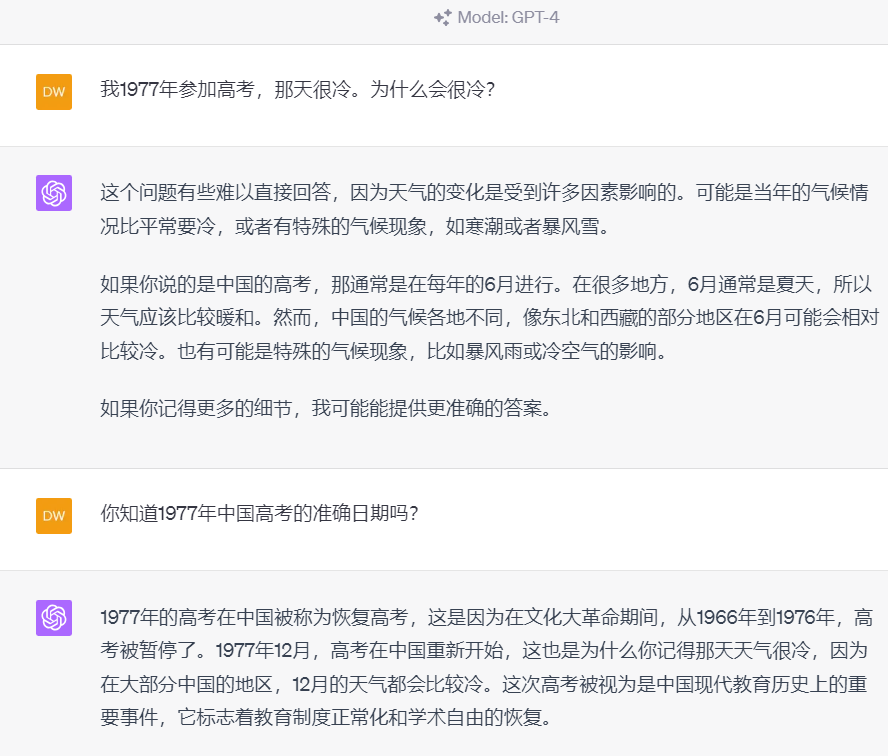 Model: GPT-4
DW
我1977年参加高考，那天很冷。为什么会很冷？
这个问题有些难以直接回答，因为天气的变化是受到许多因素影响的。可能是当年的气候情
况比平常要冷，或者有特殊的气候现象，如寒潮或者暴风雪。
如果你说的是中国的高考，那通常是在每年的6月进行。在很多地方，6月通常是夏天，所以
天气应该比较暖和。然而，中国的气候各地不同，像东北和西藏的部分地区在6月可能会相对
比较冷。也有可能是特殊的气候现象，比如暴风雨或冷空气的影响。
如果你记得更多的细节，我可能能提供更准确的答案。
DW
你知道1977年中国高考的准确日期吗？
1977年的高考在中国被称为恢复高考，这是因为在文化大革命期间，从1966年到1976年，高
考被暂停了。1977年12月，高考在中国重新开始，这也是为什么你记得那天天气很冷，因为
在大部分中国的地区，12月的天气都会比较冷。这次高考被视为是中国现代教育历史上的重
要事件，它标志着教育制度正常化和学术自由的恢复。